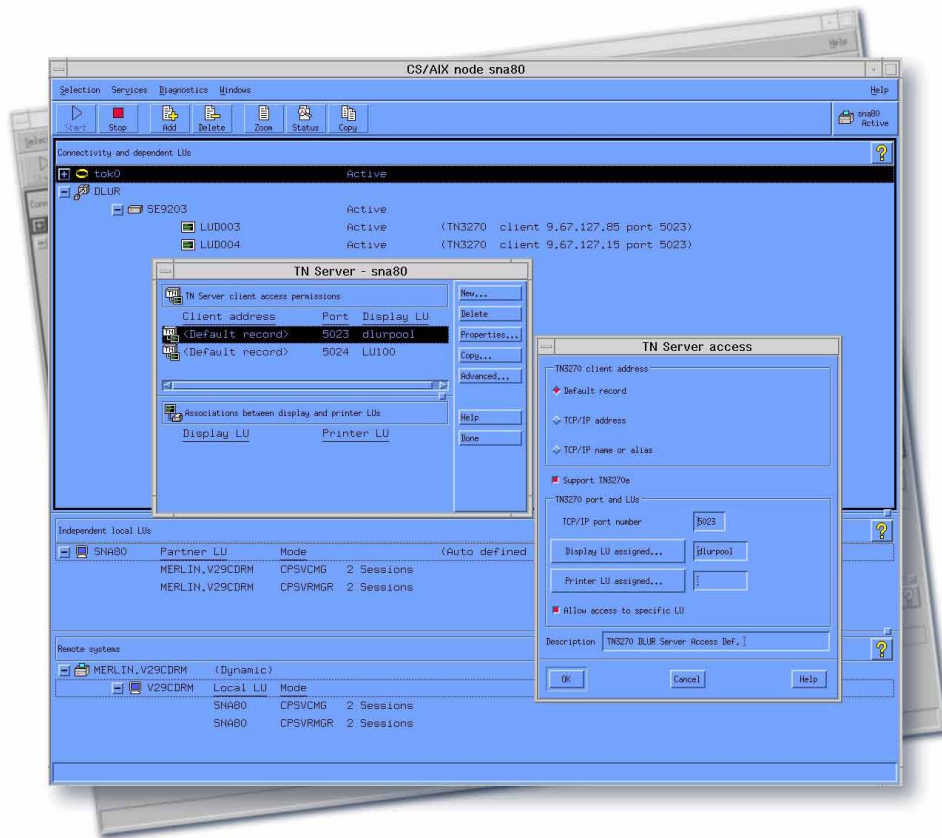 Help
CS/AIX node sna80
Selection Services Diagnostics Windows Help
Start Stop Add Delete Zoom Status Copy
sna80
Active
Connectivity and dependent LUs
tok0 Active
DLUR
SE9203 Active
LUD003 Active (TN3270 client 9.67.127.85 port 5023)
LUD004 Active (TN3270 client 9.67.127.15 port 5023)
TN Server - sna80
TN Server client access permissions
Client address Port Display LU
<Default record> 5023 dlurpool
<Default record> 5024 LU100
Associations between display and printer LUs
Display LU Printer LU
New...
Delete
Properties...
Copy...
Advanced...
Help
Done
TN Server access
TN3270 client address
Default record
TCP/IP address
TCP/IP name or alias
Support TN3270e
TN3270 port and LUs
TCP/IP port number 5023
Display LU assigned... dlurpool
Printer LU assigned...
Allow access to specific LU
Description TN3270 DLUR Server Access Def.
OK Cancel Help
Independent local LUs
SNA80 Partner LU Mode (Auto defined
MERLIN.V29CDRM CPSVCMG 2 Sessions
MERLIN.V29CDRM CPSVRMGR 2 Sessions
Remote systems
MERLIN.V29CDRM (Dynamic)
V29CDRM Local LU Mode
SNA80 CPSVCMG 2 Sessions
SNA80 CPSVRMGR 2 Sessions